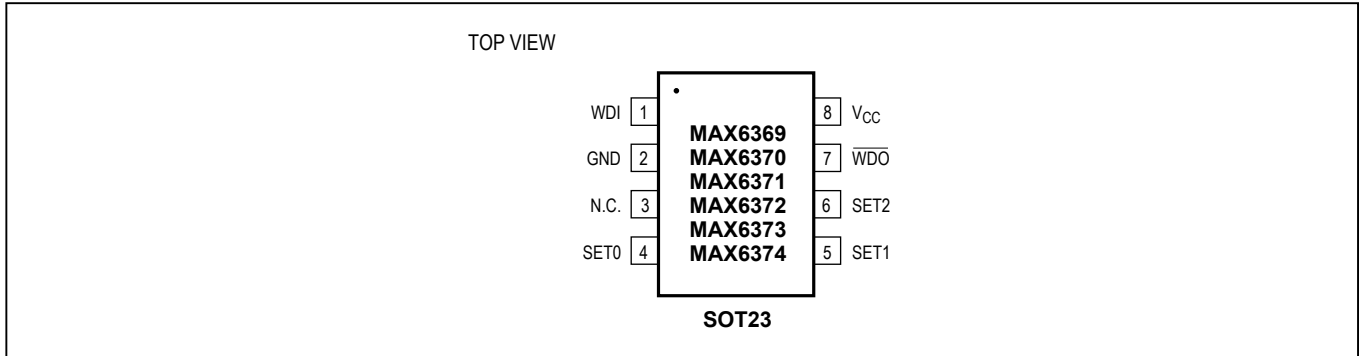 TOP VIEW
WDI 1
GND 2
N.C. 3
SET0 4
MAX6369
MAX6370
MAX6371
MAX6372
MAX6373
MAX6374
8 VCC
7 W̅D̅O̅
6 SET2
5 SET1
SOT23